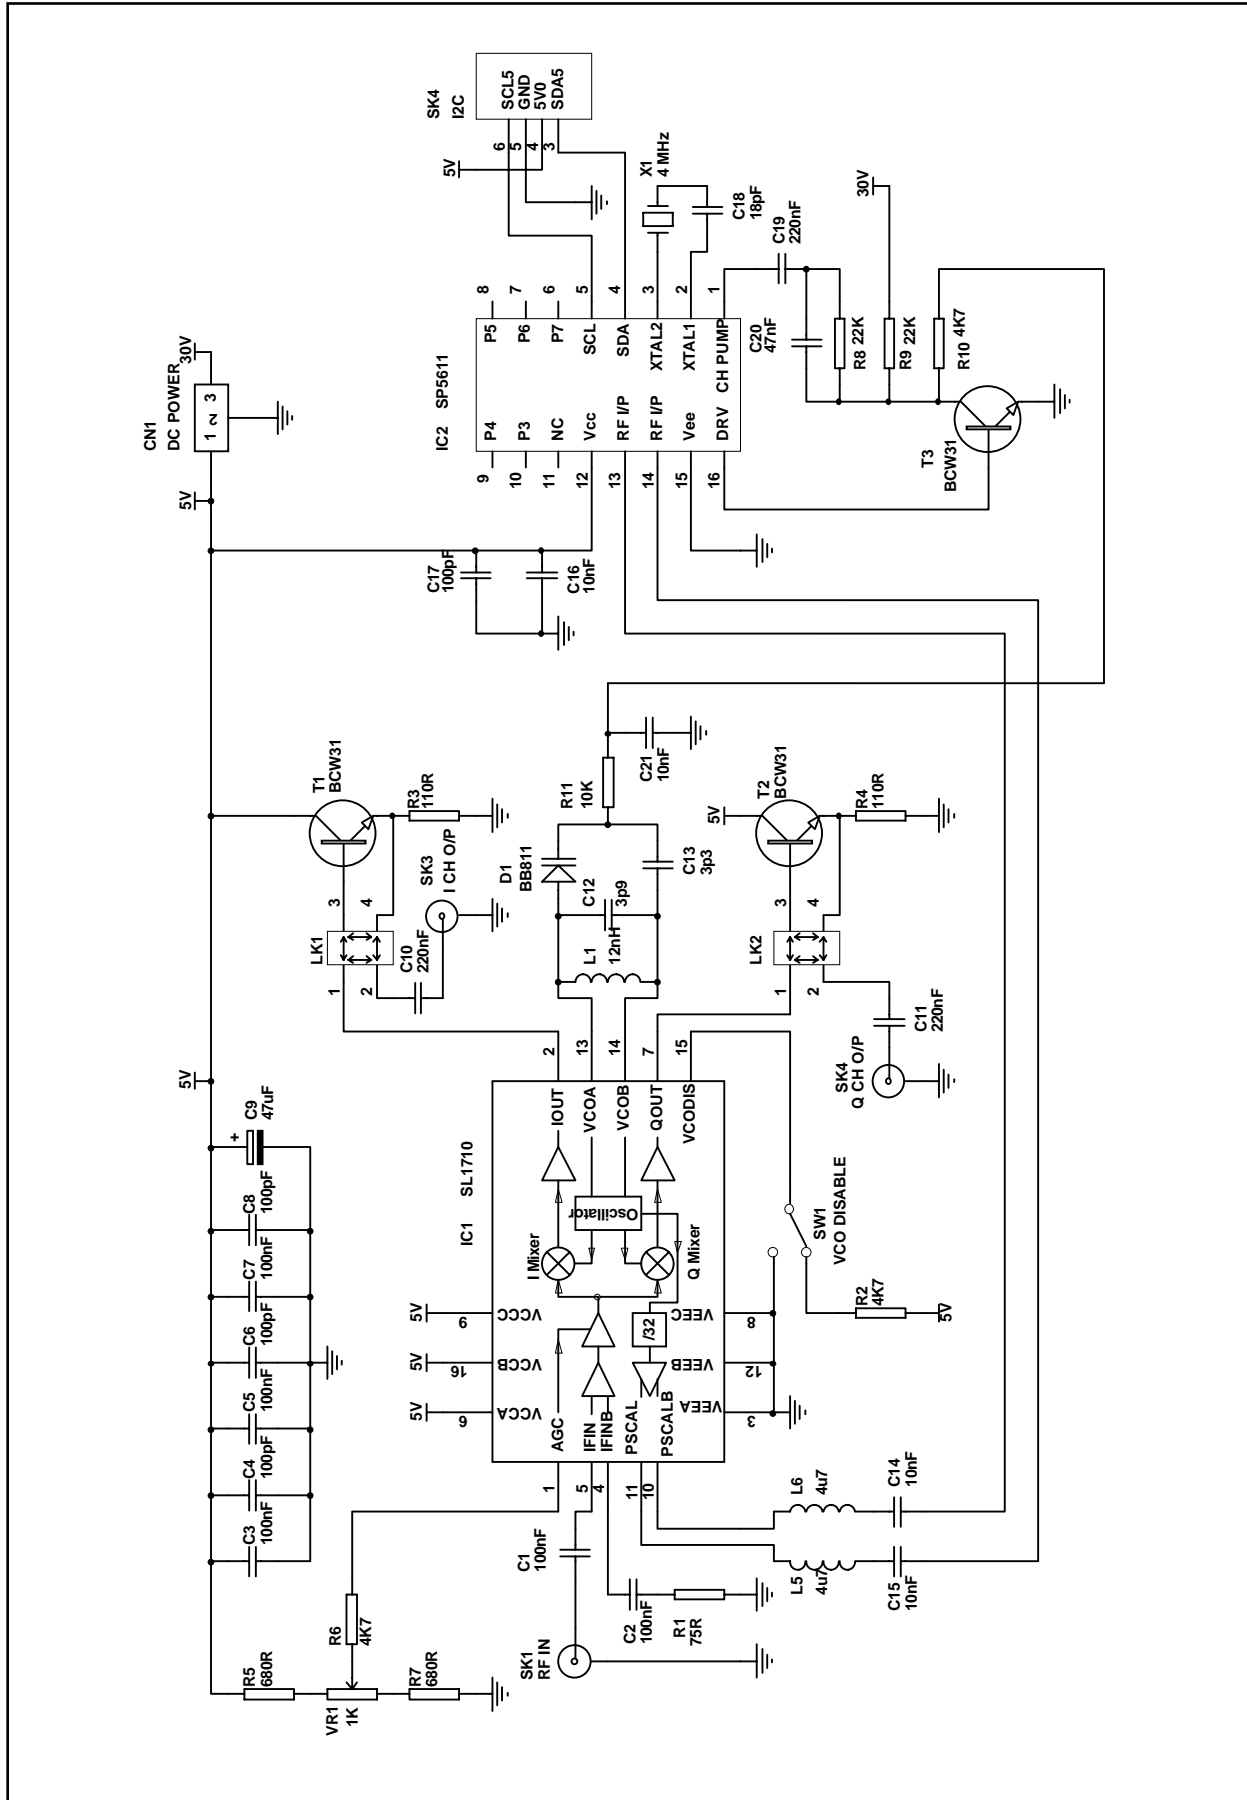 CN1
DC POWER
1 2 3
30V
5V
5V
C9
47uF
+
C8
100pF
C7
100nF
C6
100pF
C5
100nF
C4
100pF
C3
100nF
R5
680R
VR1
1K
R7
680R
R6
4K7
SK1
RF IN
C1
100nF
C2
100nF
R1
75R
IC1 SL1710
5V
6
VCCA
5V
16
VCCB
5V
9
VCCC
1
AGC
5
IFIN
4
IFINB
11
PSCAL
10
PSCALB
3
VEEA
12
VEEB
8
VEEC
I Mixer
Q Mixer
Oscillator
/32
2
IOUT
13
VCOA
14
VCOB
7
QOUT
15
VCODIS
SW1
VCO DISABLE
R2
4K7
5V
L5
4u7
L6
4u7
C15
10nF
C14
10nF
LK1
1
2
3
4
T1
BCW31
R3
110R
C10
220nF
SK3
I CH O/P
L1
12nH
C12
3p9
D1
BB811
C13
3p3
R11
10K
C21
10nF
LK2
1
2
3
4
5V
T2
BCW31
R4
110R
C11
220nF
SK4
Q CH O/P
C17
100pF
C16
10nF
IC2 SP5611
9
P4
10
P3
11
NC
12
Vcc
13
RF I/P
14
RF I/P
15
Vee
16
DRV
8
P5
7
P6
6
P7
5
SCL
4
SDA
3
XTAL2
2
XTAL1
1
CH PUMP
SK4
I2C
SCL5
GND
5V0
SDA5
6
5
4
3
5V
X1
4 MHz
C18
18pF
C19
220nF
C20
47nF
R8 22K
R9 22K
R10 4K7
30V
T3
BCW31